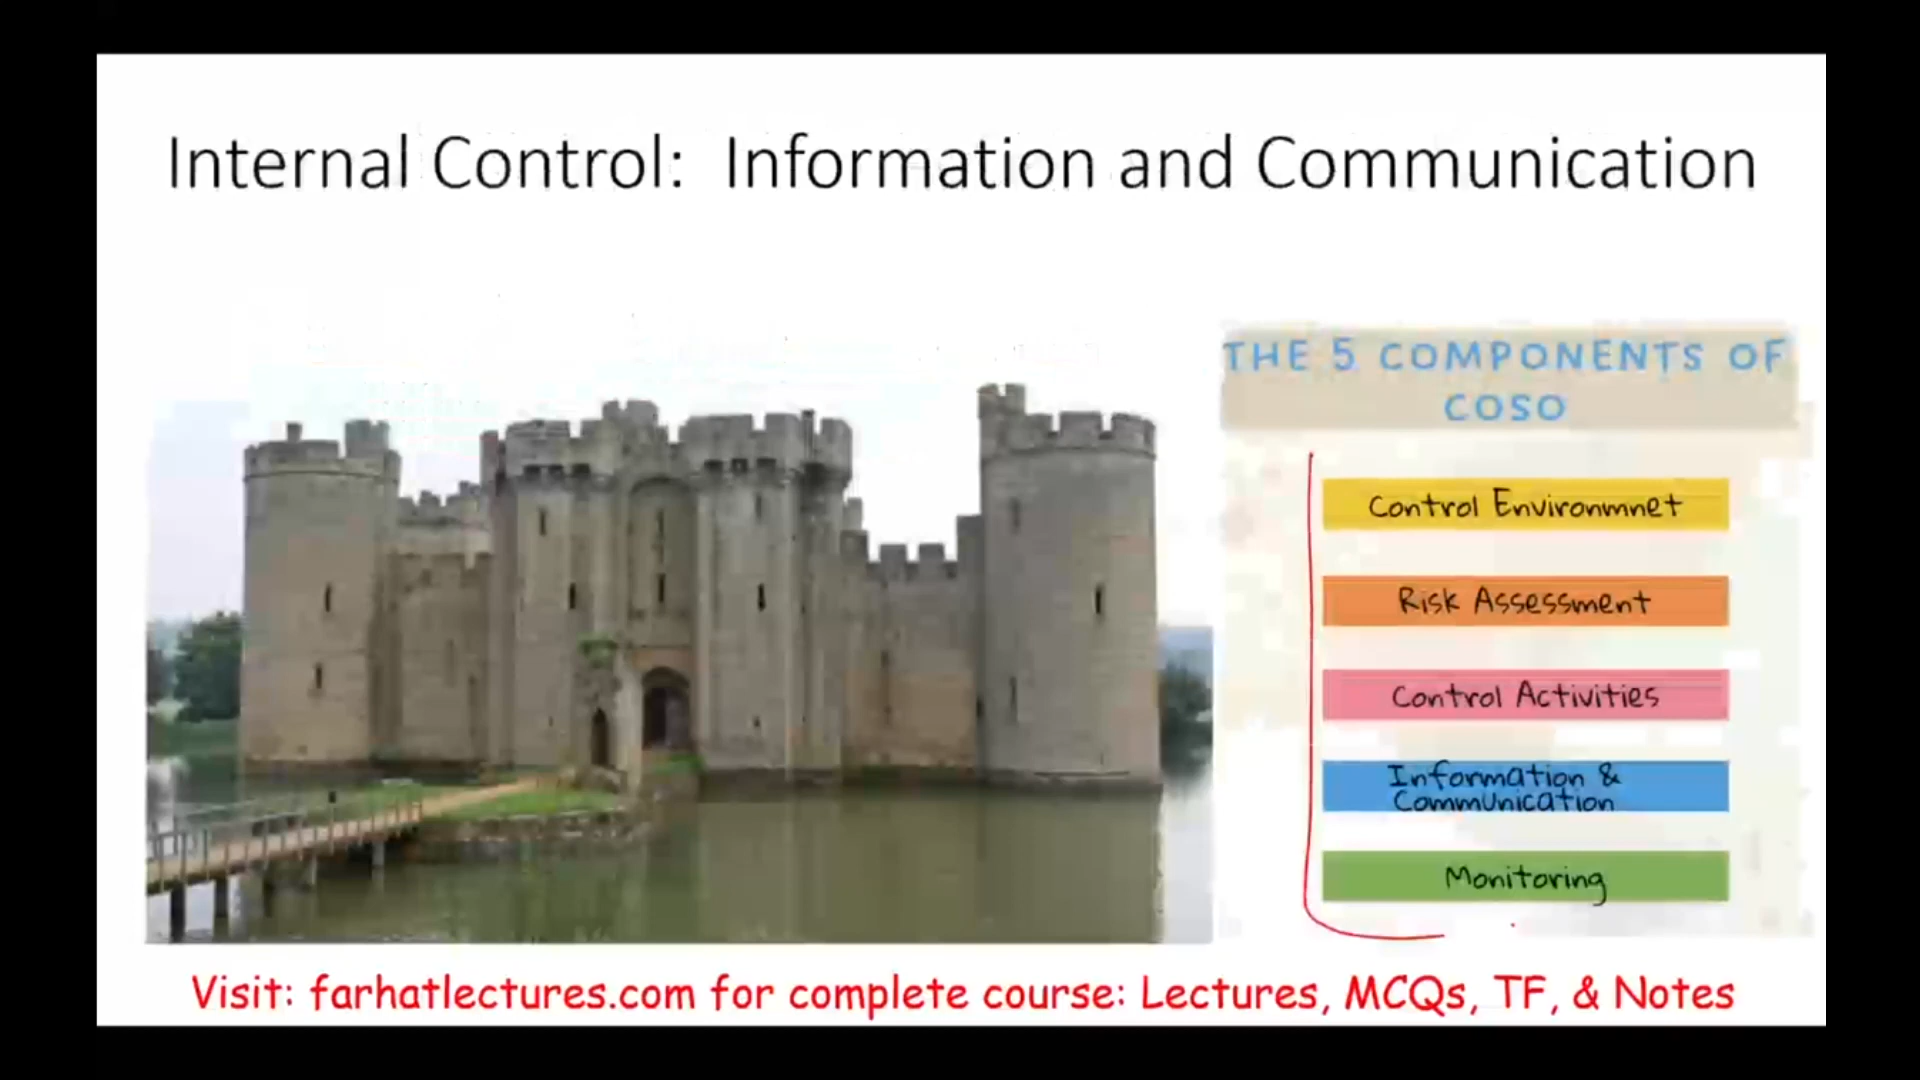 Internal Control: Information and Communication
THE 5 COMPONENTS OF
COSO
Control Environmnet
Risk Assessment
Control Activities
Information &
Communication
Monitoring
Visit: farhatlectures.com for complete course: Lectures, MCQs, TF, & Notes